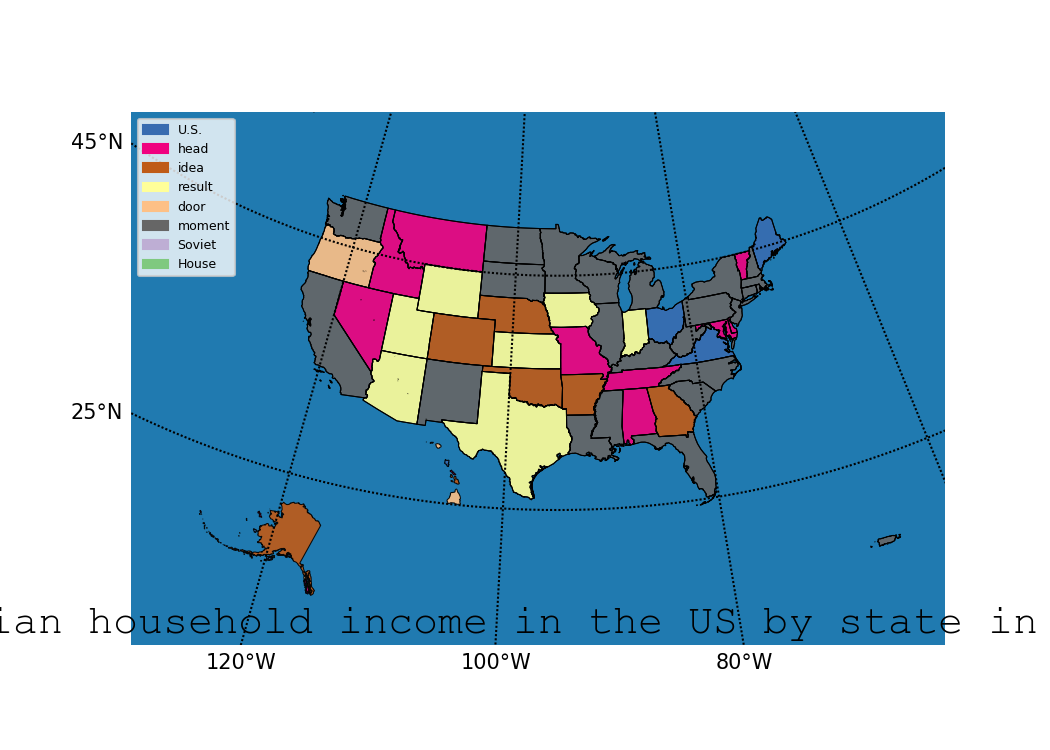 45°N
25°N
U.S.
head
idea
result
door
moment
Soviet
House
household income in the US by state in
120°W
100°W
80°W